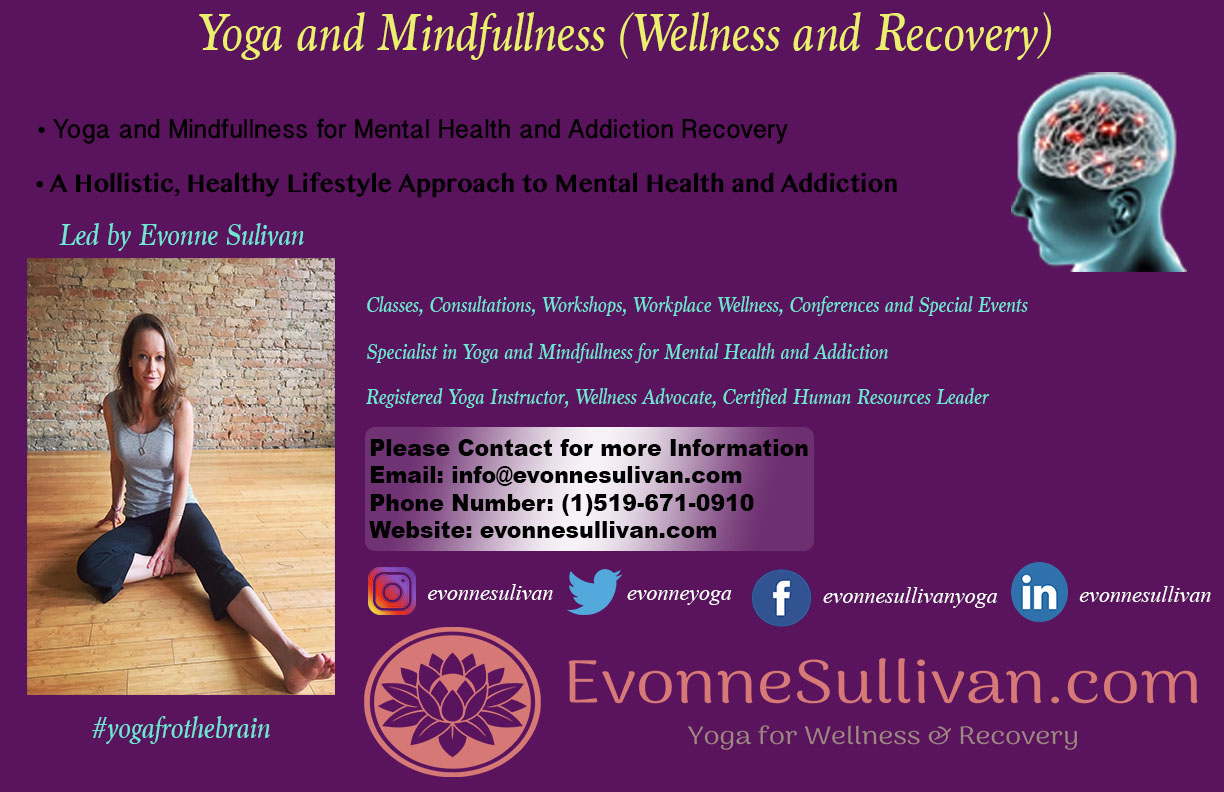 Yoga and Mindfullness (Wellness and Recovery)
• Yoga and Mindfullness for Mental Health and Addiction Recovery
• A Hollistic, Healthy Lifestyle Approach to Mental Health and Addiction
Led by Evonne Sulivan
Classes, Consultations, Workshops, Workplace Wellness, Conferences and Special Events
Specialist in Yoga and Mindfullness for Mental Health and Addiction
Registered Yoga Instructor, Wellness Advocate, Certified Human Resources Leader
Please Contact for more Information
Email: info@evonnesulivan.com
Phone Number: (1)519-671-0910
Website: evonnesullivan.com
evonnesulivan
evonneyoga
f evonnesullivanyoga
in evonnesullivan
EvonneSullivan.com
Yoga for Wellness & Recovery
#yogafrothebrain